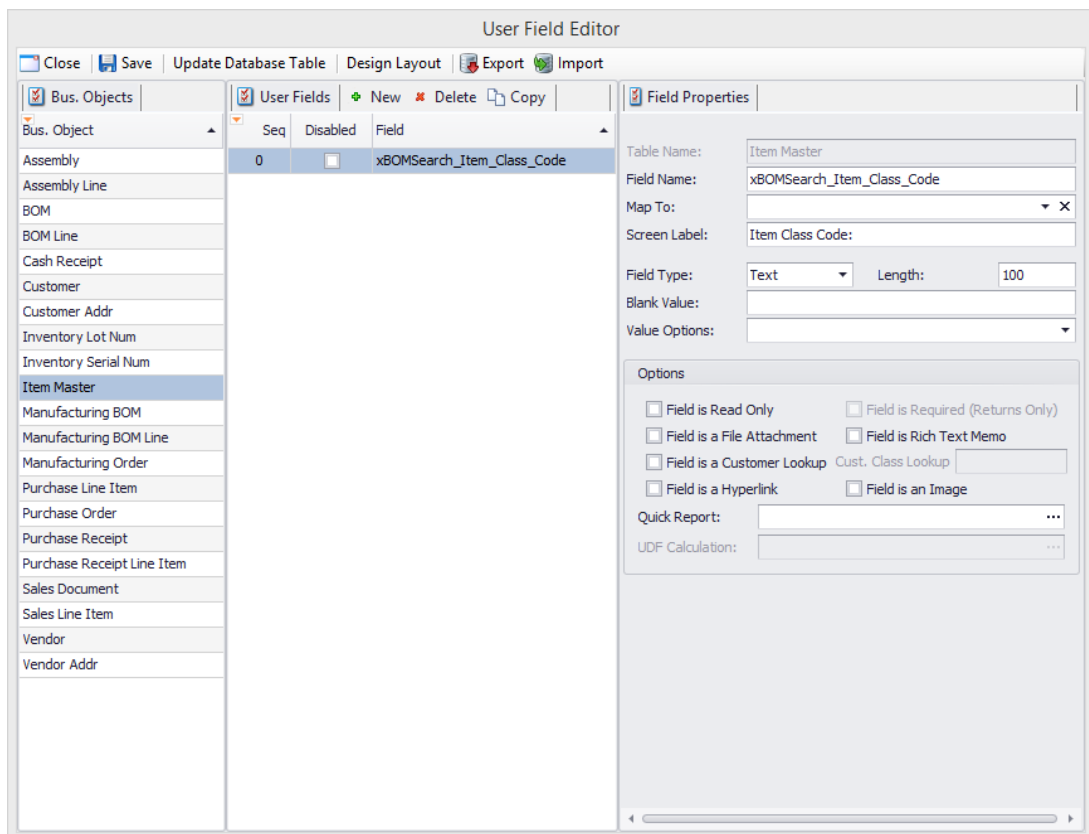 User Field Editor
Close Save Update Database Table Design Layout Export Import
Bus. Objects
Bus. Object
Assembly
Assembly Line
BOM
BOM Line
Cash Receipt
Customer
Customer Addr
Inventory Lot Num
Inventory Serial Num
Item Master
Manufacturing BOM
Manufacturing BOM Line
Manufacturing Order
Purchase Line Item
Purchase Order
Purchase Receipt
Purchase Receipt Line Item
Sales Document
Sales Line Item
Vendor
Vendor Addr
User Fields New Delete Copy
Seq Disabled Field
0 xBOMSearch_Item_Class_Code
Field Properties
Table Name: Item Master
Field Name: xBOMSearch_Item_Class_Code
Map To:
Screen Label: Item Class Code:
Field Type: Text Length: 100
Blank Value:
Value Options:
Options
Field is Read Only Field is Required (Returns Only)
Field is a File Attachment Field is Rich Text Memo
Field is a Customer Lookup Cust. Class Lookup
Field is a Hyperlink Field is an Image
Quick Report: ...
UDF Calculation: ...